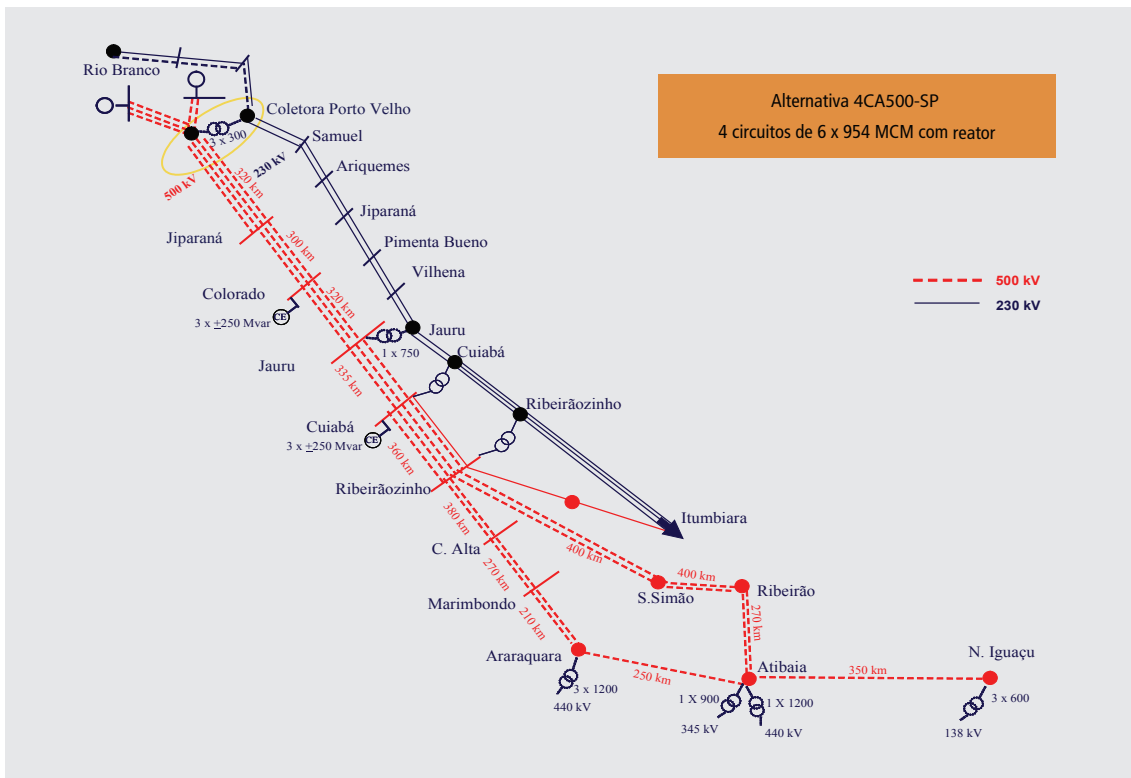 Alternativa 4CA500-SP
4 circuitos de 6 x 954 MCM com reator
Rio Branco
Coletora Porto Velho
3 x 300
Samuel
230 kV
500 kV
320 km
Ariquemes
Jiparaná
Jiparaná
300 km
Pimenta Bueno
Vilhena
Colorado
CE
3 x ±250 Mvar
320 km
500 kV
230 kV
Jauru
1 x 750
Jauru
Cuiabá
335 km
Cuiabá
CE
3 x ±250 Mvar
Ribeirãozinho
360 km
Ribeirãozinho
380 km
Itumbiara
C. Alta
400 km
270 km
400 km
S.Simão
Ribeirão
Marimbondo
210 km
270 km
Araraquara
3 x 1200
440 kV
250 km
Atibaia
350 km
N. Iguaçu
1 X 900
1 X 1200
3 x 600
345 kV
440 kV
138 kV